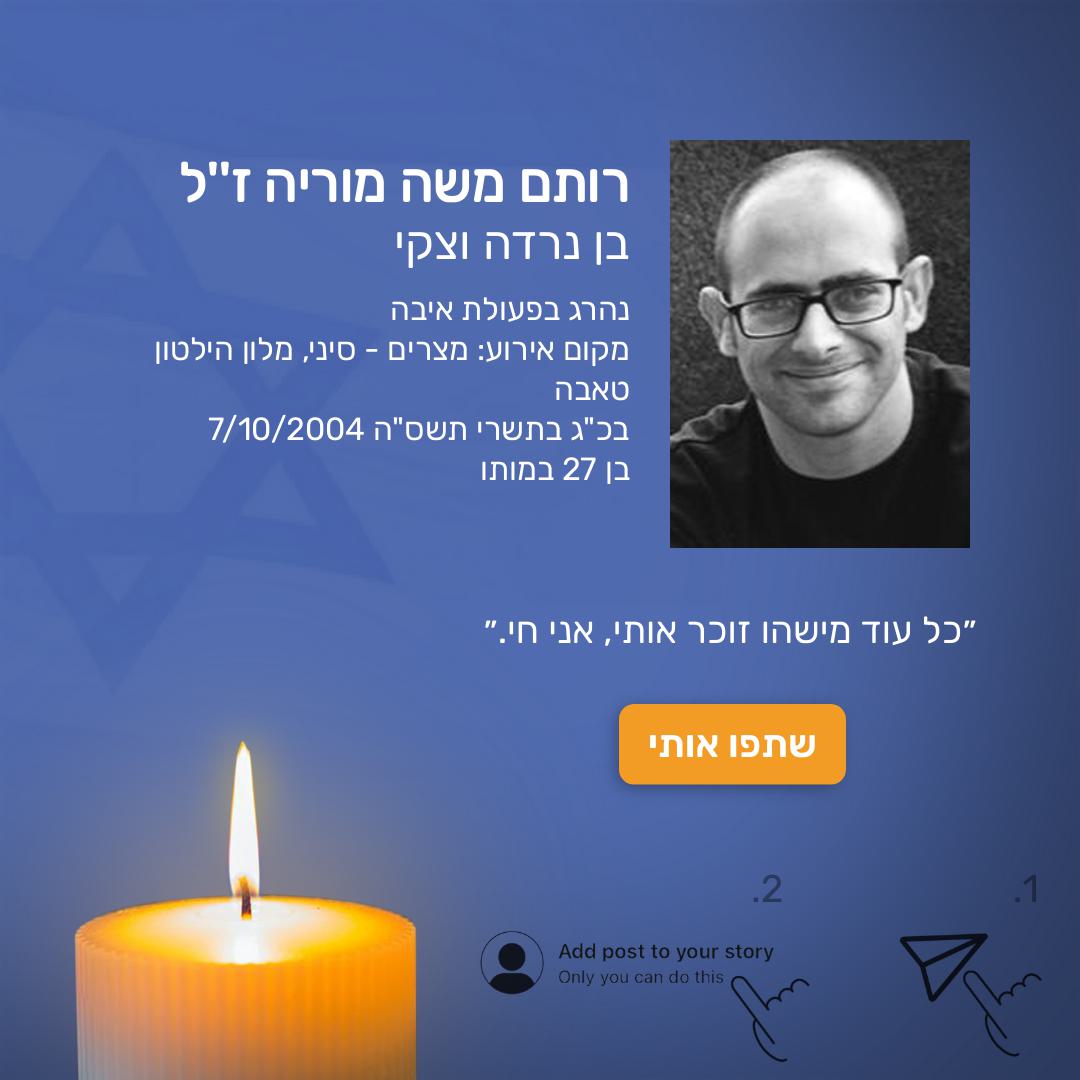 רותם משה מוריה ז"ל
בן נרדה וצקי
נהרג בפעולת איבה
מקום אירוע: מצרים - סיני, מלון הילטון
טאבה
בכ"ג בתשרי תשס"ה 7/10/2004
בן 27 במותו
״כל עוד מישהו זוכר אותי, אני חי.״
שתפו אותי
.1
.2
Add post to your story
Only you can do this